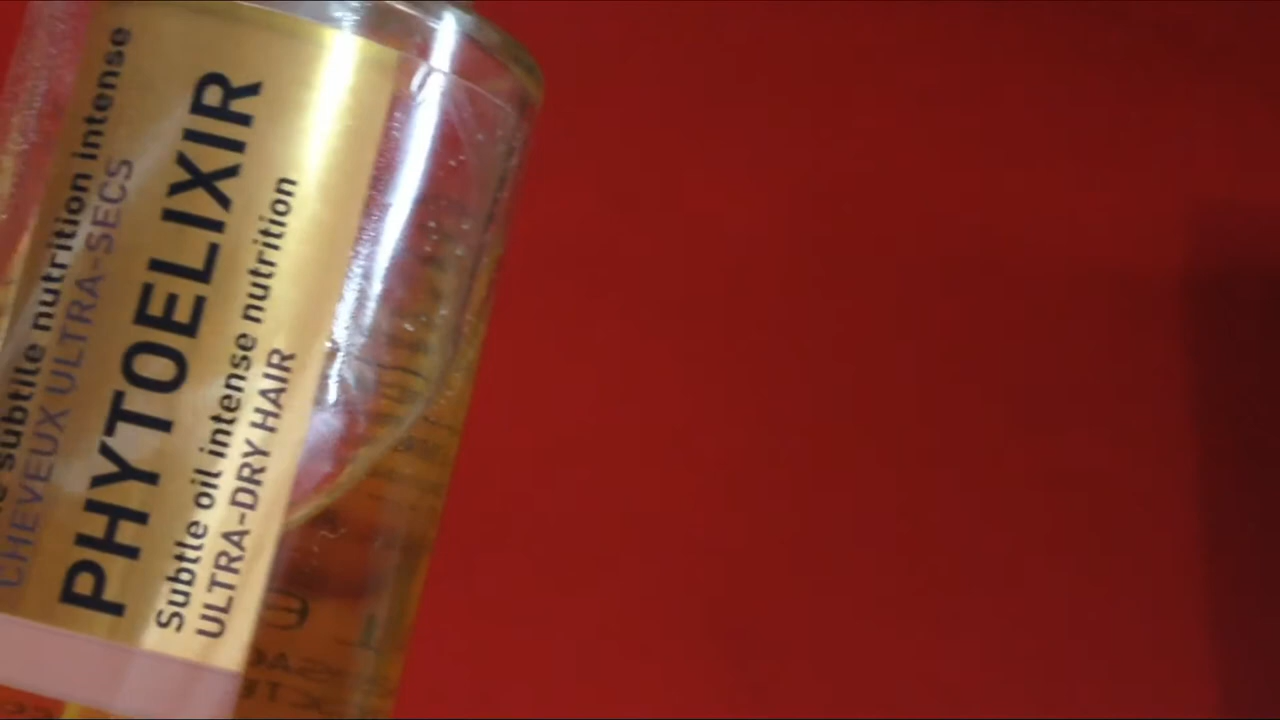 subtile nutrition intense
CHEVEUX ULTRA-SECS
PHYTOELIXIR
Subtle oil intense nutrition
ULTRA-DRY HAIR